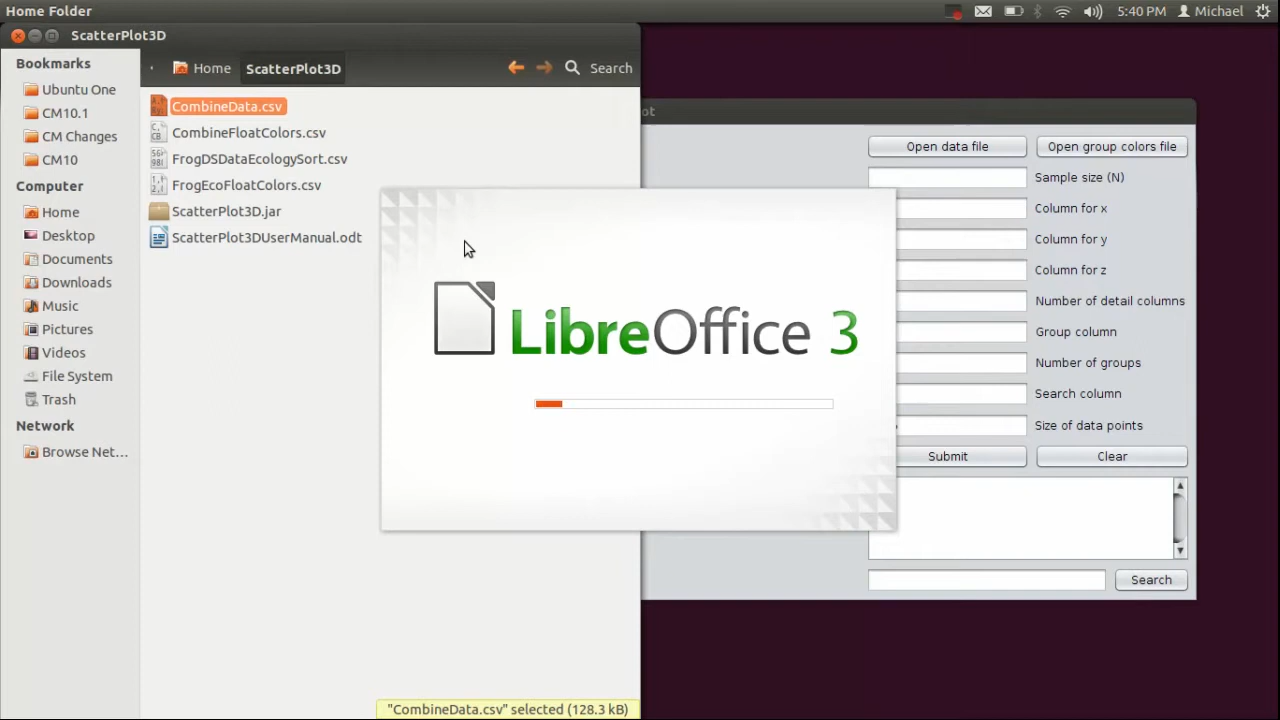 Home Folder
5:40 PM
Michael
ScatterPlot3D
Bookmarks
Ubuntu One
CM10.1
CM Changes
CM10
Computer
Home
Desktop
Documents
Downloads
Music
Pictures
Videos
File System
Trash
Network
Browse Net...
Home
ScatterPlot3D
Search
CombineData.csv
CombineFloatColors.csv
FrogDSDataEcologySort.csv
FrogEcoFloatColors.csv
ScatterPlot3D.jar
ScatterPlot3DUserManual.odt
LibreOffice 3
"CombineData.csv" selected (128.3 kB)
ot
Open data file
Open group colors file
Sample size (N)
Column for x
Column for y
Column for z
Number of detail columns
Group column
Number of groups
Search column
Size of data points
Submit
Clear
Search